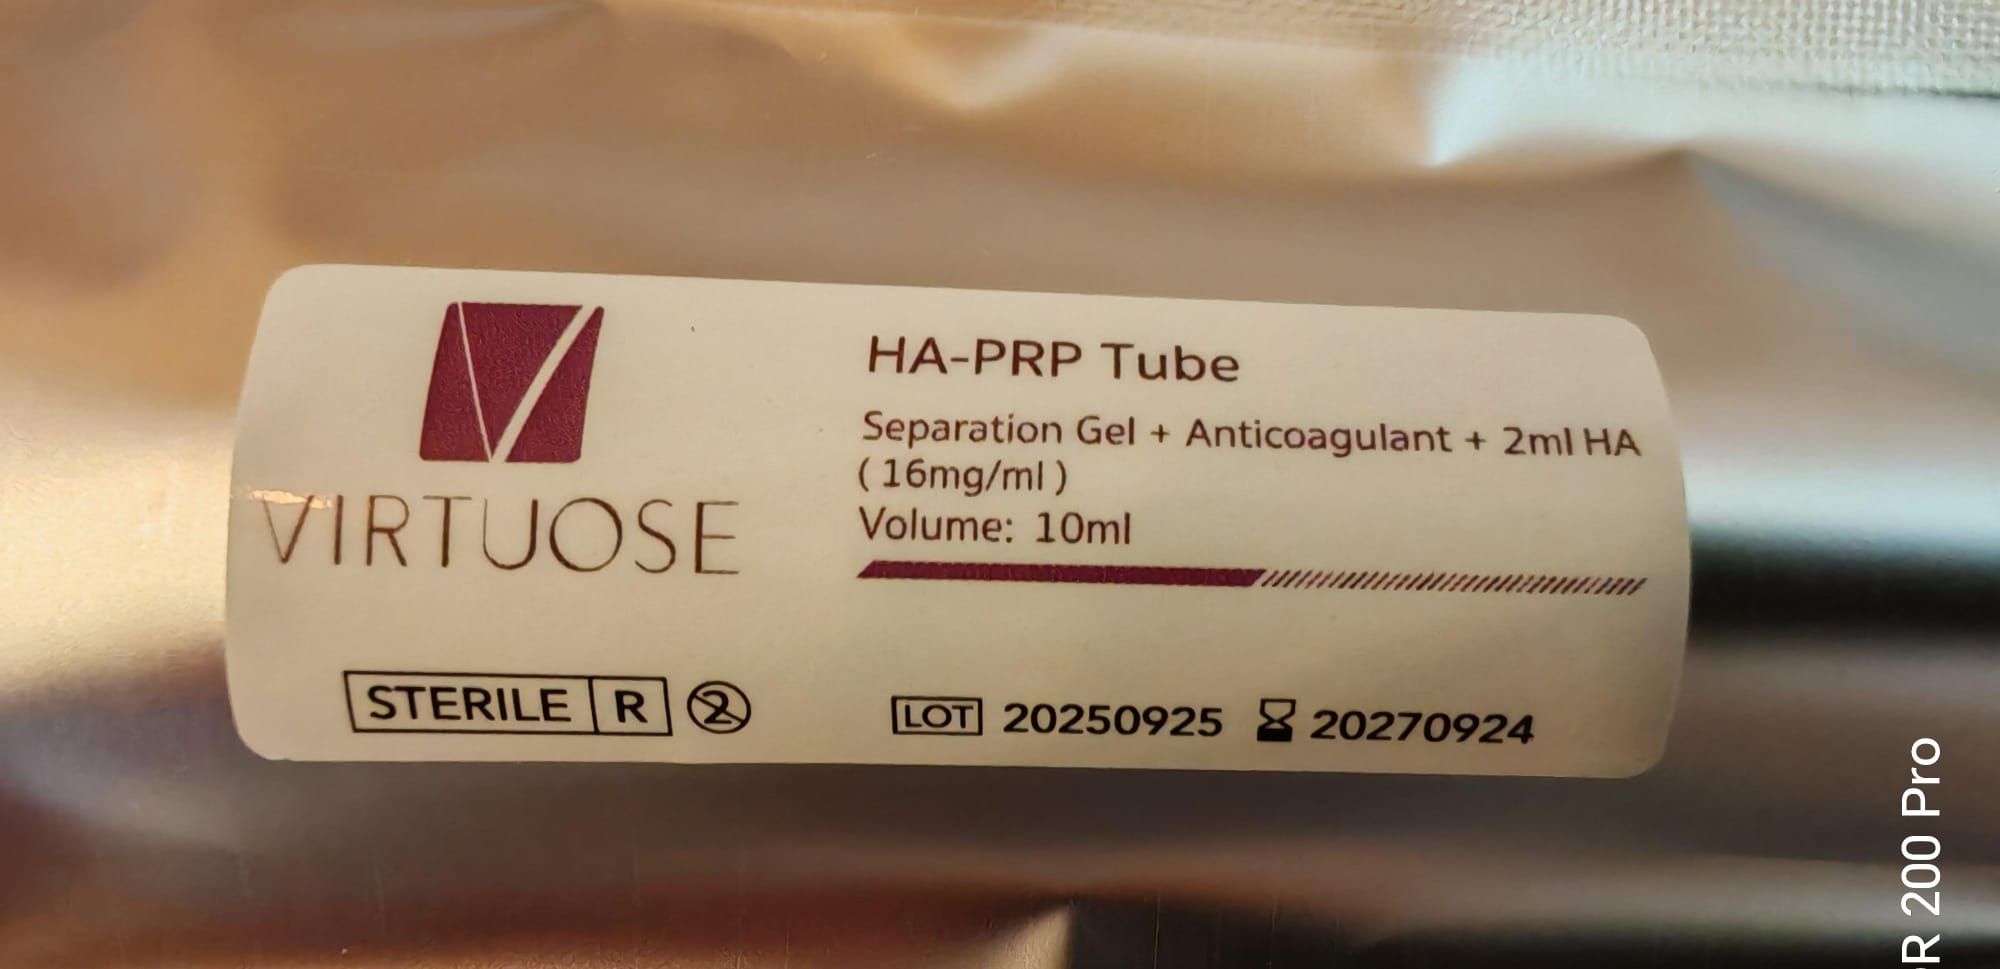 VIRTUOSE
HA-PRP Tube
Separation Gel + Anticoagulant + 2ml HA
( 16mg/ml )
Volume: 10ml
STERILE R 2
LOT 20250925 20270924
R 200 Pro